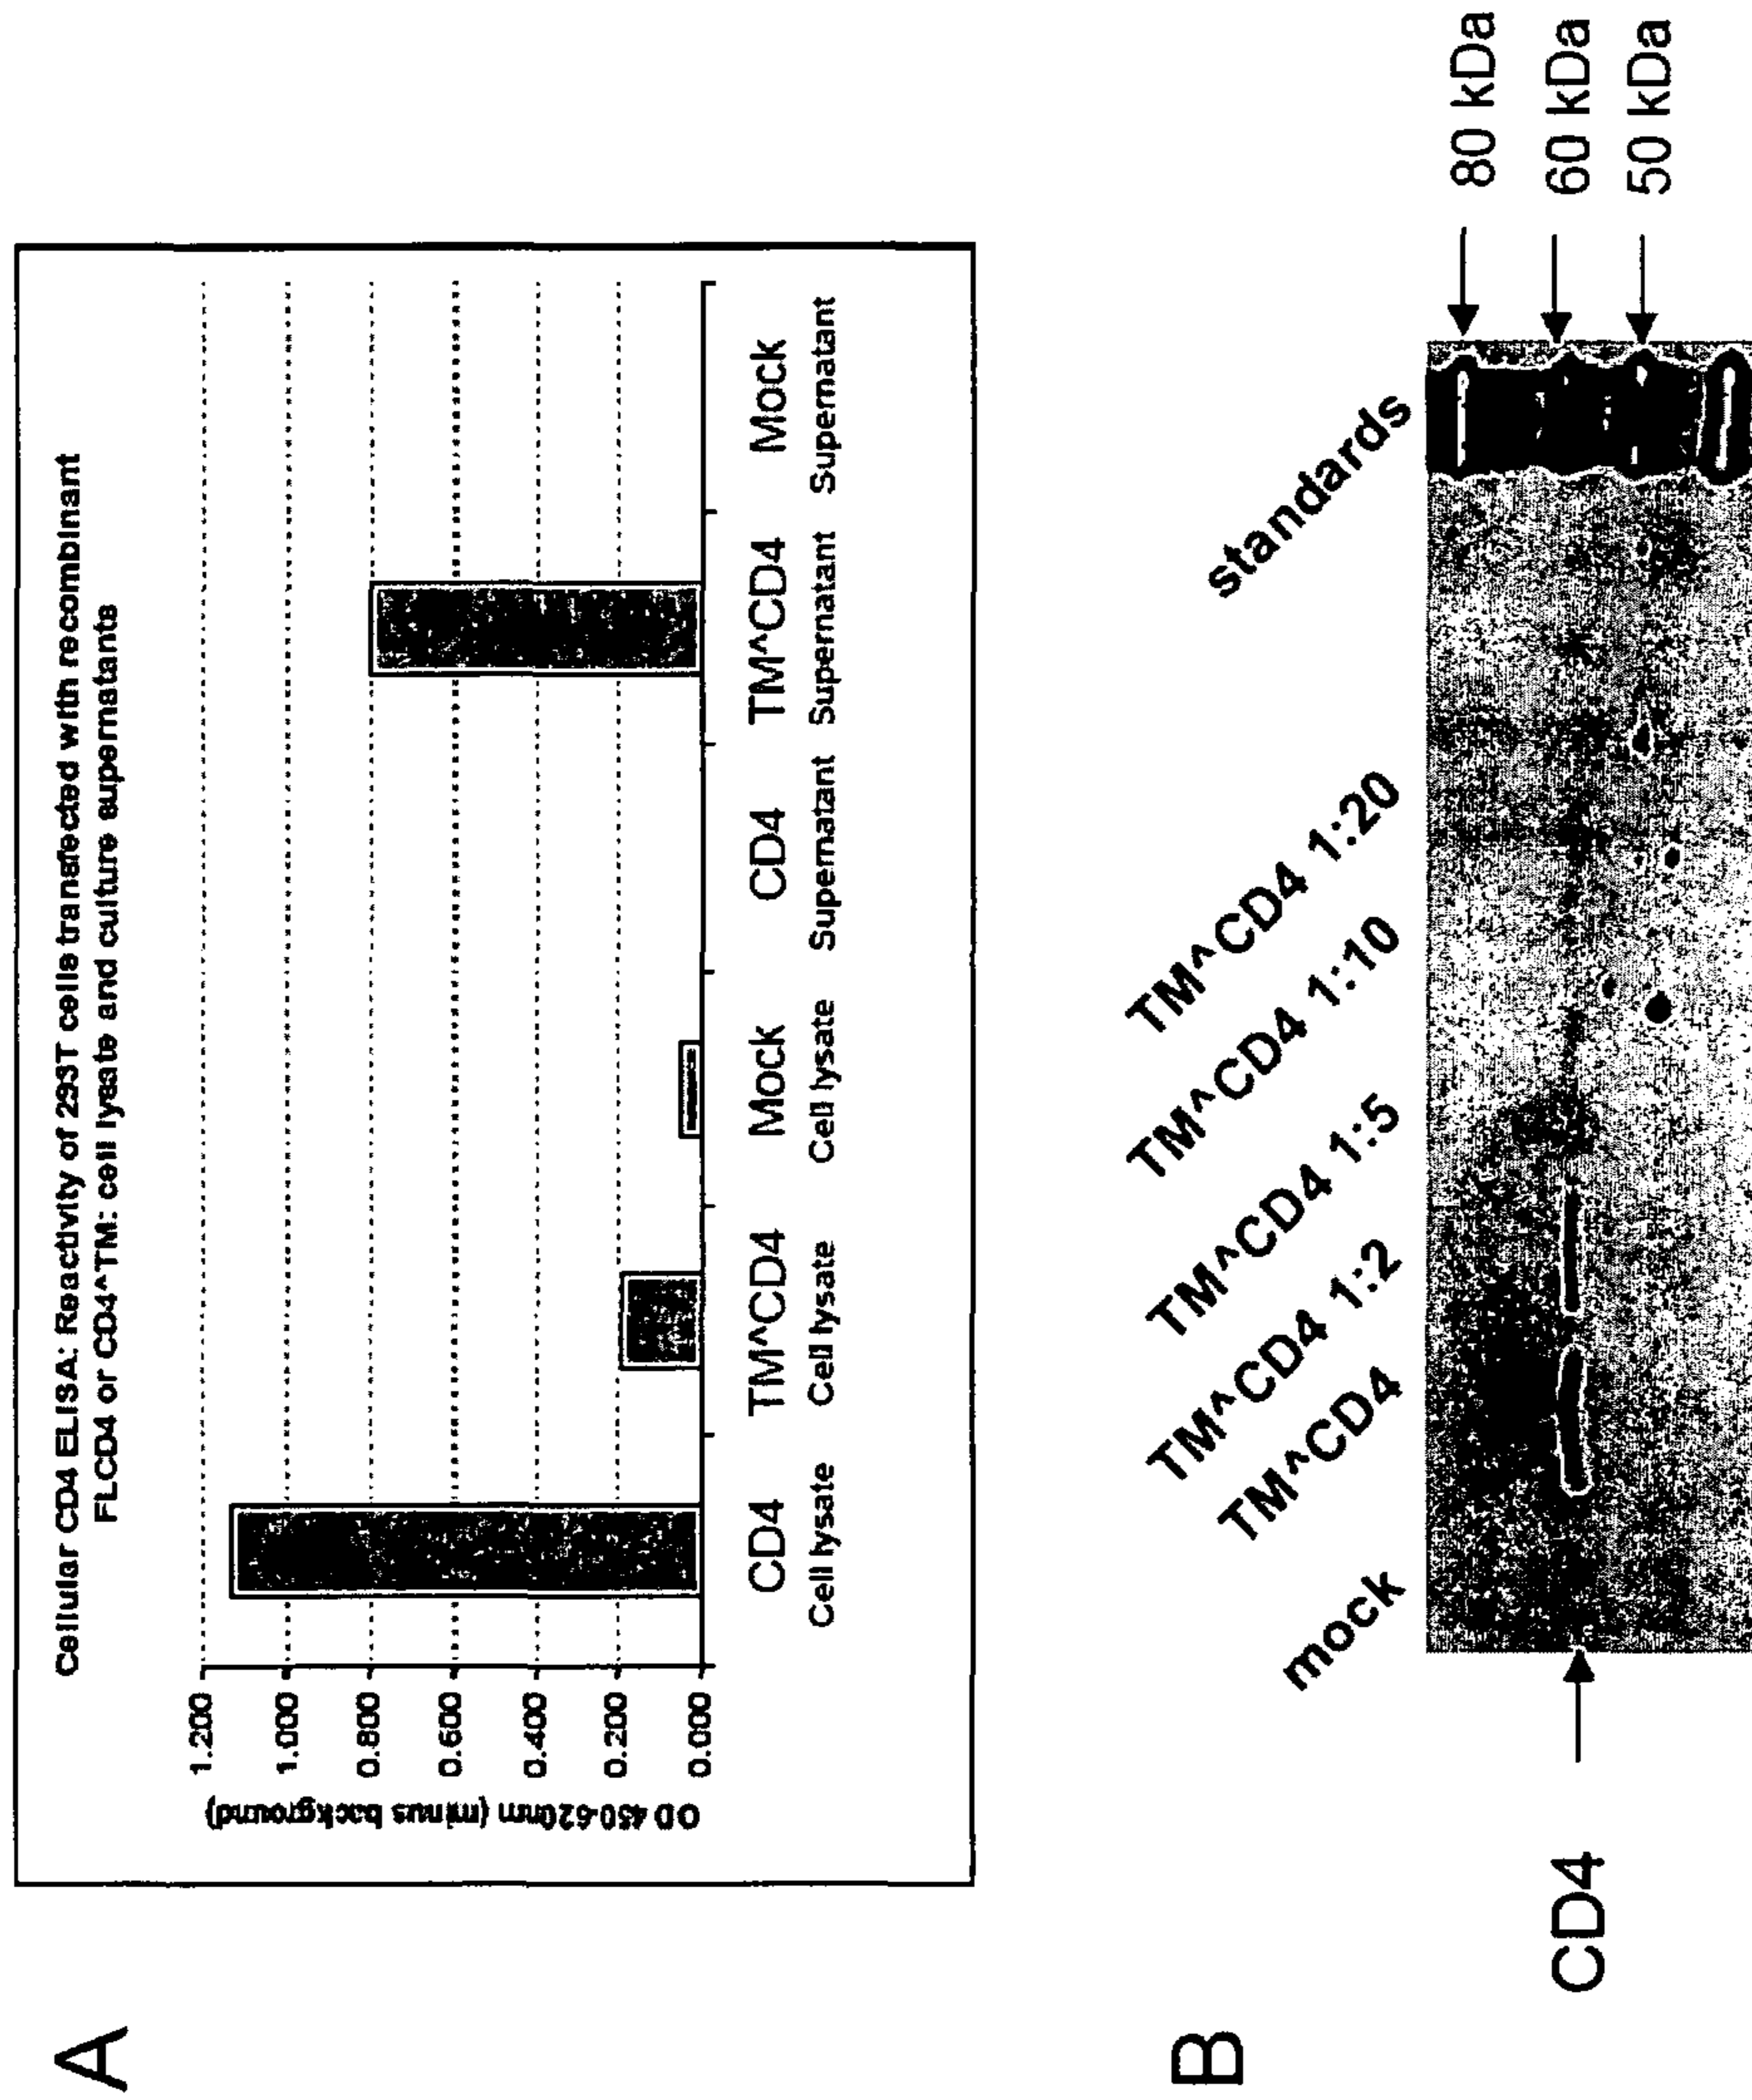 A
Cellular CD4 ELISA: Reactivity of 293T cells transfected with recombinant
FLCD4 or CD4^TM: cell lysate and culture supernatants
OD 450-620nm (minus background)
1.200
1.000
0.800
0.600
0.400
0.200
0.000
CD4 TM^CD4 Mock CD4 TM^CD4 Mock
Cell lysate Cell lysate Cell lysate Supernatant Supernatant Supernatant
B
mock
TM^CD4
TM^CD4 1:2
TM^CD4 1:5
TM^CD4 1:10
TM^CD4 1:20
standards
CD4
80 kDa
60 kDa
50 kDa